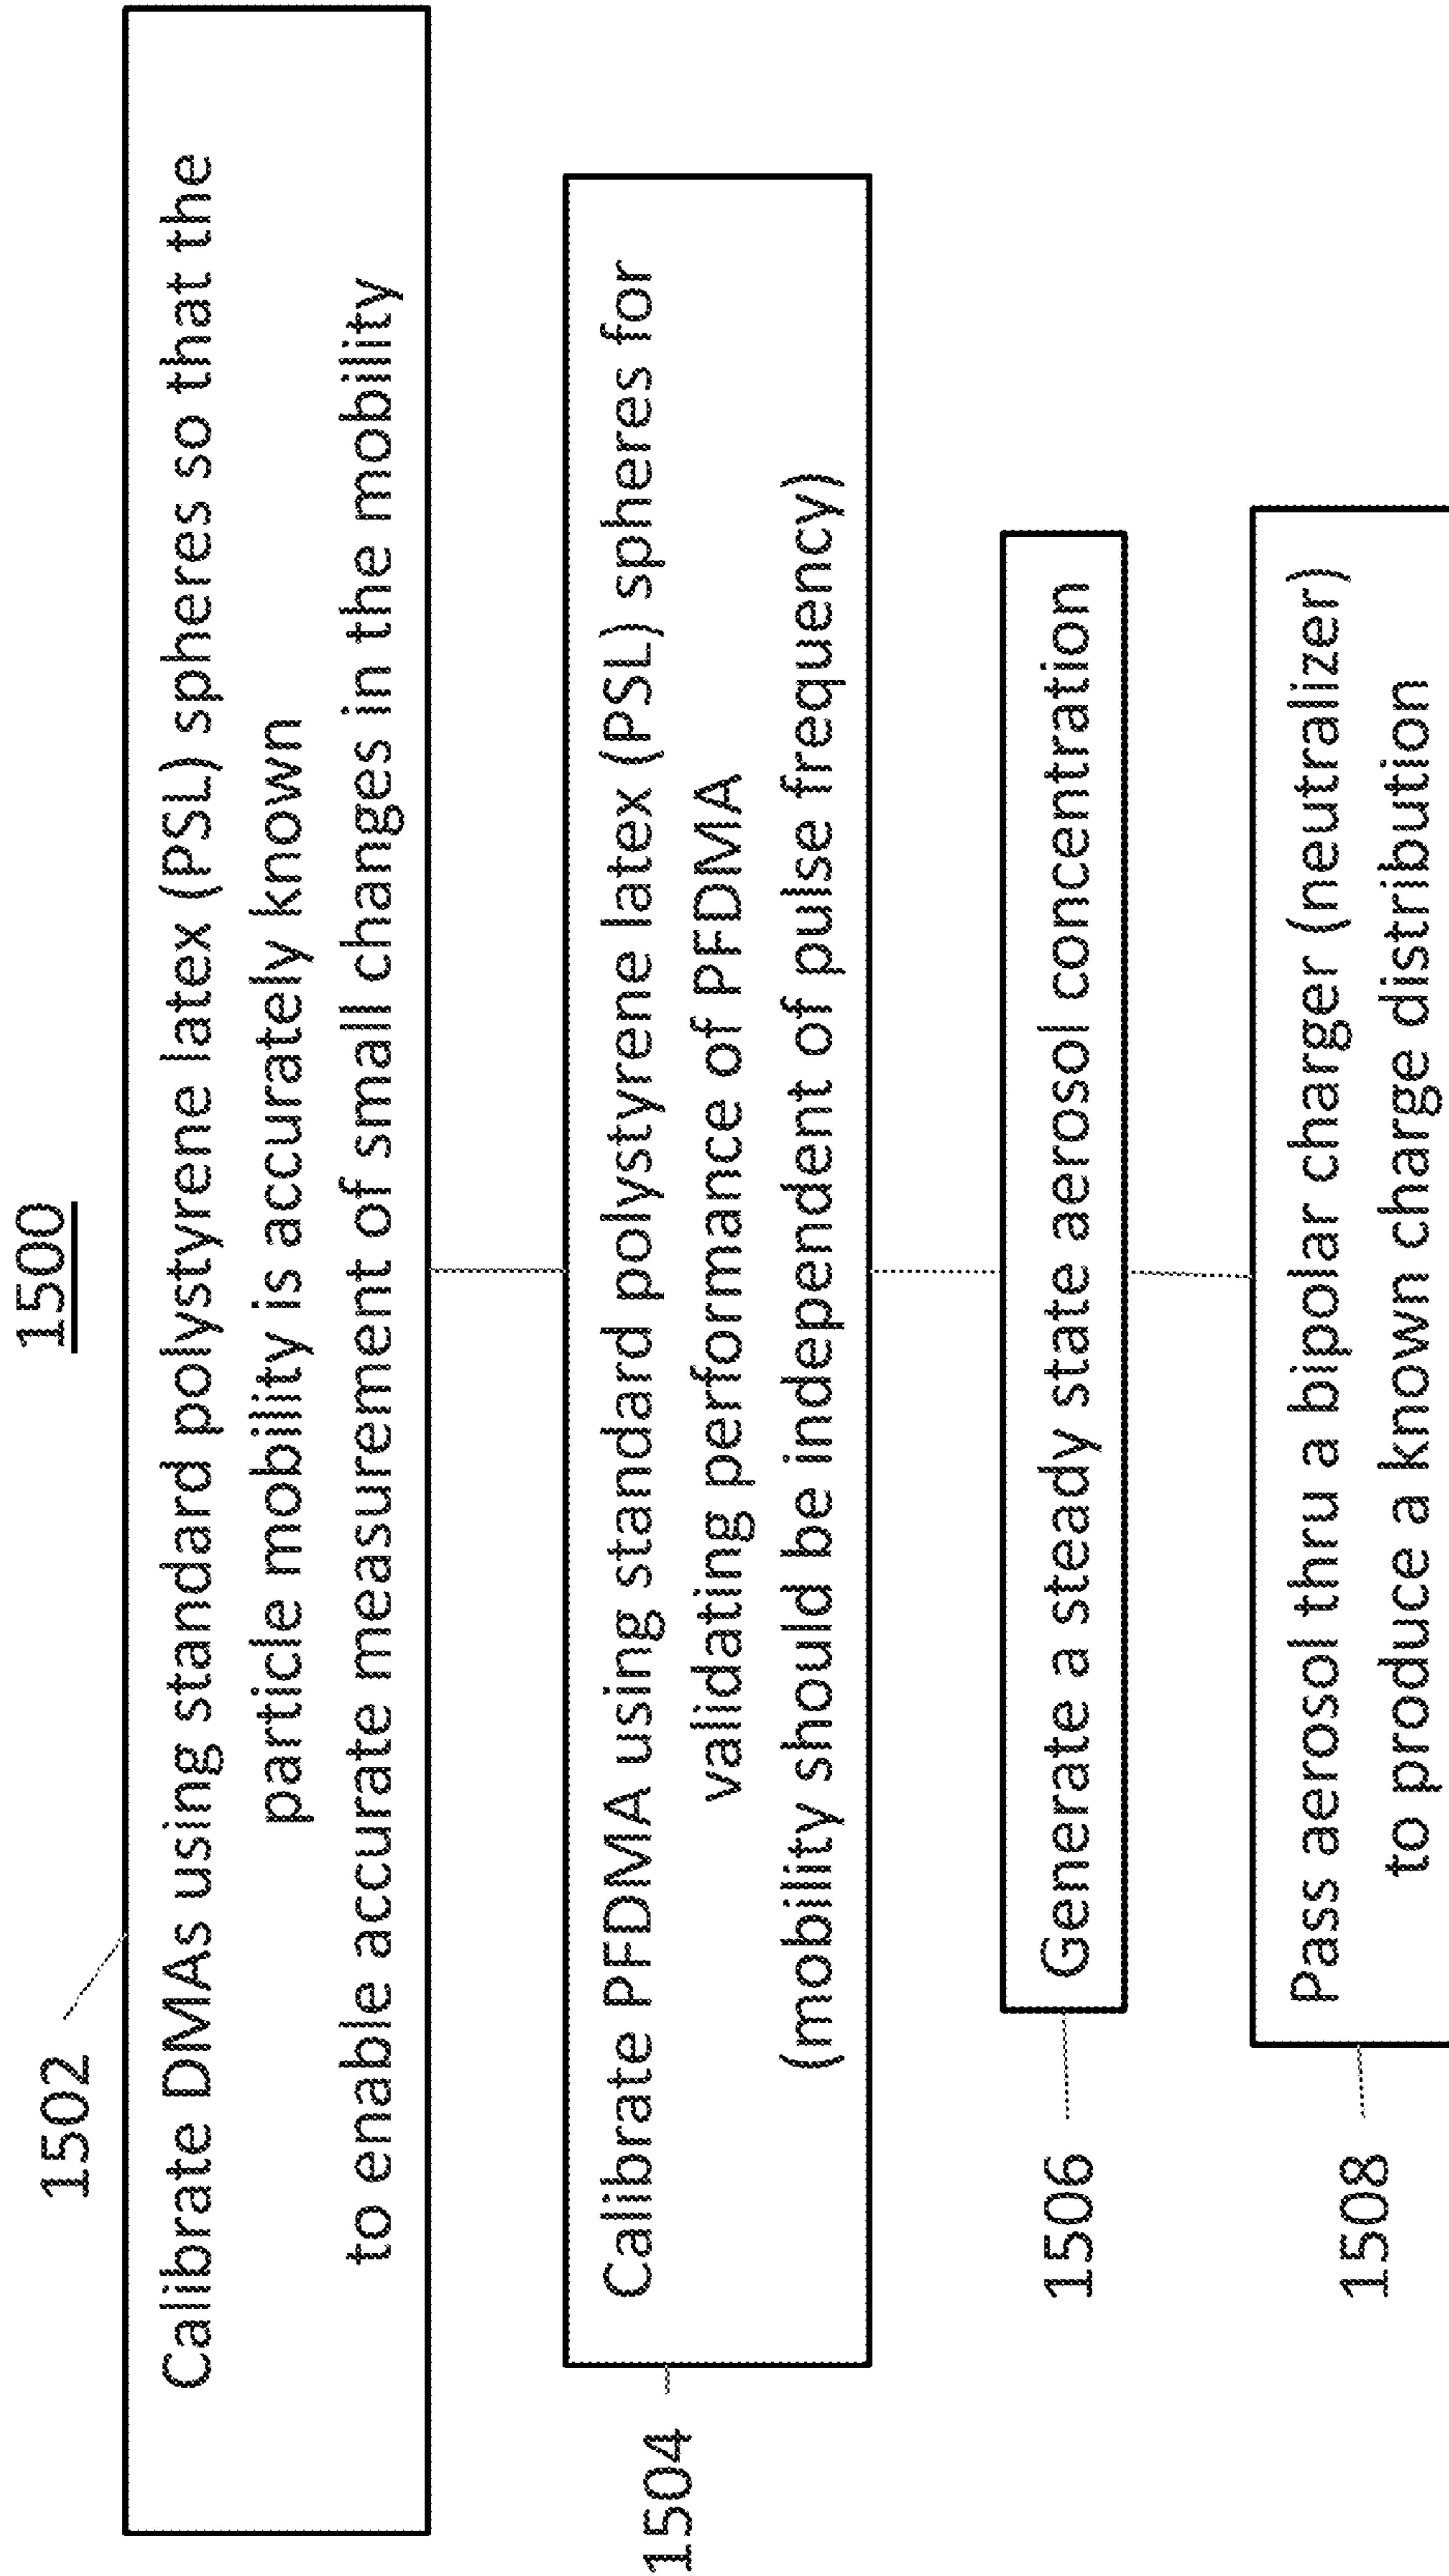 1500
1502
Calibrate DMAs using standard polystyrene latex (PSL) spheres so that the
particle mobility is accurately known
to enable accurate measurement of small changes in the mobility
1504
Calibrate PFDMA using standard polystyrene latex (PSL) spheres for
validating performance of PFDMA
(mobility should be independent of pulse frequency)
1506
Generate a steady state aerosol concentration
1508
Pass aerosol thru a bipolar charger (neutralizer)
to produce a known charge distribution